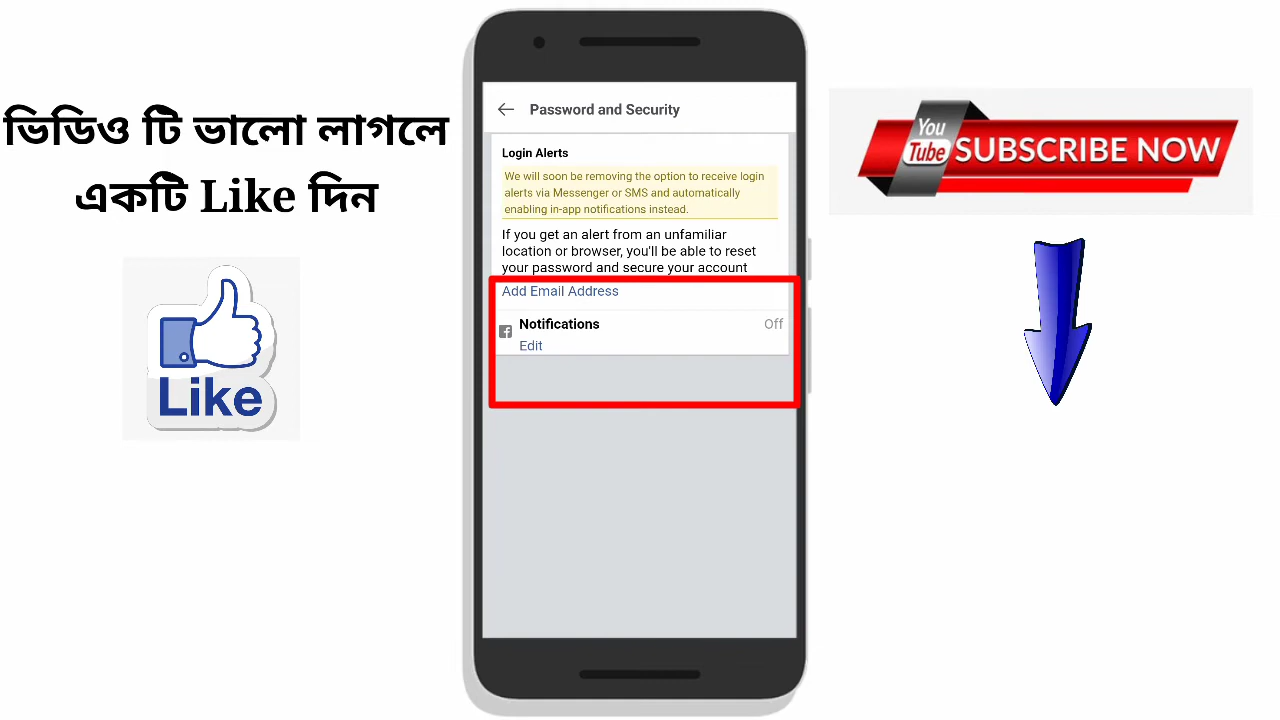 ভিডিও টি ভালো লাগলে
একটি Like দিন
Like
Password and Security
Login Alerts
We will soon be removing the option to receive login
alerts via Messenger or SMS and automatically
enabling in-app notifications instead.
If you get an alert from an unfamiliar
location or browser, you'll be able to reset
your password and secure your account
Add Email Address
Notifications Off
Edit
You
Tube SUBSCRIBE NOW